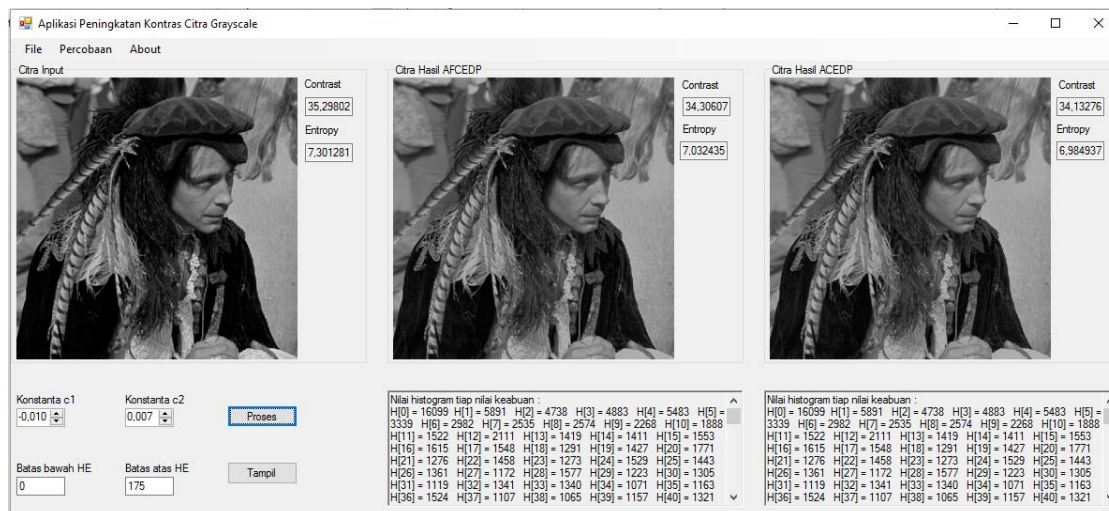 Aplikasi Peningkatan Kontras Citra Grayscale
File Percobaan About
Citra Input
Contrast
35,29802
Entropy
7,301281
Citra Hasil AFCEDP
Contrast
34,30607
Entropy
7,032435
Citra Hasil ACEDP
Contrast
34,13276
Entropy
6,984937
Konstanta c1
-0,010
Konstanta c2
0,007
Proses
Batas bawah HE
0
Batas atas HE
175
Tampil
Nilai histogram tiap nilai keabuan :
H[0] = 16099 H[1] = 5891 H[2] = 4738 H[3] = 4883 H[4] = 5483 H[5] =
3339 H[6] = 2982 H[7] = 2535 H[8] = 2574 H[9] = 2268 H[10] = 1888
H[11] = 1522 H[12] = 2111 H[13] = 1419 H[14] = 1411 H[15] = 1553
H[16] = 1615 H[17] = 1548 H[18] = 1291 H[19] = 1427 H[20] = 1771
H[21] = 1276 H[22] = 1458 H[23] = 1273 H[24] = 1529 H[25] = 1443
H[26] = 1361 H[27] = 1172 H[28] = 1577 H[29] = 1223 H[30] = 1305
H[31] = 1119 H[32] = 1341 H[33] = 1340 H[34] = 1071 H[35] = 1163
H[36] = 1524 H[37] = 1107 H[38] = 1065 H[39] = 1157 H[40] = 1321
Nilai histogram tiap nilai keabuan :
H[0] = 16099 H[1] = 5891 H[2] = 4738 H[3] = 4883 H[4] = 5483 H[5] =
3339 H[6] = 2982 H[7] = 2535 H[8] = 2574 H[9] = 2268 H[10] = 1888
H[11] = 1522 H[12] = 2111 H[13] = 1419 H[14] = 1411 H[15] = 1553
H[16] = 1615 H[17] = 1548 H[18] = 1291 H[19] = 1427 H[20] = 1771
H[21] = 1276 H[22] = 1458 H[23] = 1273 H[24] = 1529 H[25] = 1443
H[26] = 1361 H[27] = 1172 H[28] = 1577 H[29] = 1223 H[30] = 1305
H[31] = 1119 H[32] = 1341 H[33] = 1340 H[34] = 1071 H[35] = 1163
H[36] = 1524 H[37] = 1107 H[38] = 1065 H[39] = 1157 H[40] = 1321